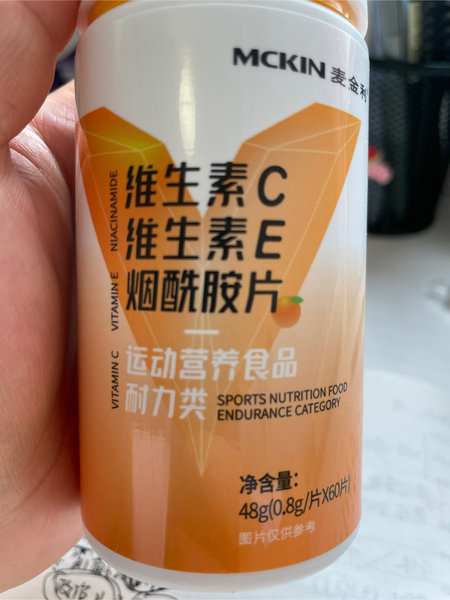 MCKIN 麦金利
维生素C
维生素E
烟酰胺片
VITAMIN C VITAMIN E NIACINAMIDE
运动营养食品
耐力类
SPORTS NUTRITION FOOD
ENDURANCE CATEGORY
净含量：
48g(0.8g/片X60片)
图片仅供参考